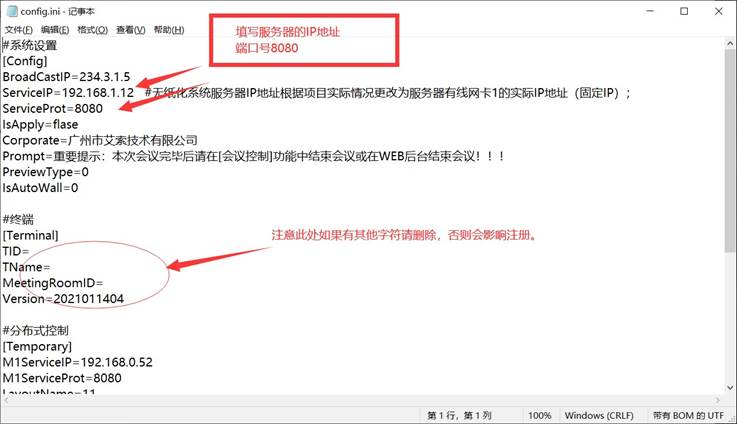 config.ini - 记事本
文件(F) 编辑(E) 格式(O) 查看(V) 帮助(H)
填写服务器的IP地址
端口号8080
#系统设置
[Config]
BroadCastIP=234.3.1.5
ServiceIP=192.168.1.12 #无纸化系统服务器IP地址根据项目实际情况更改为服务器有线网卡1的实际IP地址（固定IP）;
ServiceProt=8080
IsApply=flase
Corporate=广州市艾索技术有限公司
Prompt=重要提示：本次会议完毕后请在[会议控制]功能中结束会议或在WEB后台结束会议！！！
PreviewType=0
IsAutoWall=0
#终端
[Terminal]
注意此处如果有其他字符请删除，否则会影响注册。
TID=
TName=
MeetingRoomID=
Version=2021011404
#分布式控制
[Temporary]
M1ServiceIP=192.168.0.52
M1ServiceProt=8080
LayoutName=11
第 1 行，第 1 列 100% Windows (CRLF) 带有 BOM 的 UTF